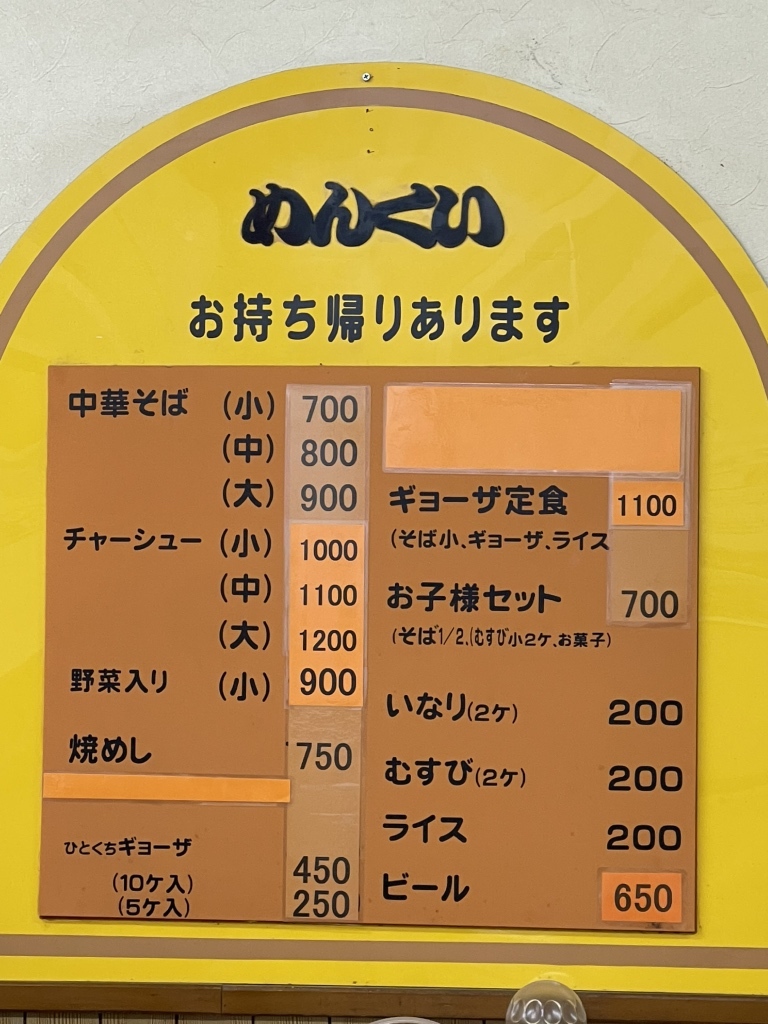 めんくい
お持ち帰りあります
中華そば (小) 700
(中) 800
(大) 900
チャーシュー (小) 1000
(中) 1100
(大) 1200
野菜入り (小) 900
焼めし 750
ひとくちギョーザ
(10ケ入) 450
(5ケ入) 250
ギョーザ定食 1100
(そば小、ギョーザ、ライス
お子様セット 700
(そば1/2、(むすび小2ケ、お菓子)
いなり(2ケ) 200
むすび(2ケ) 200
ライス 200
ビール 650